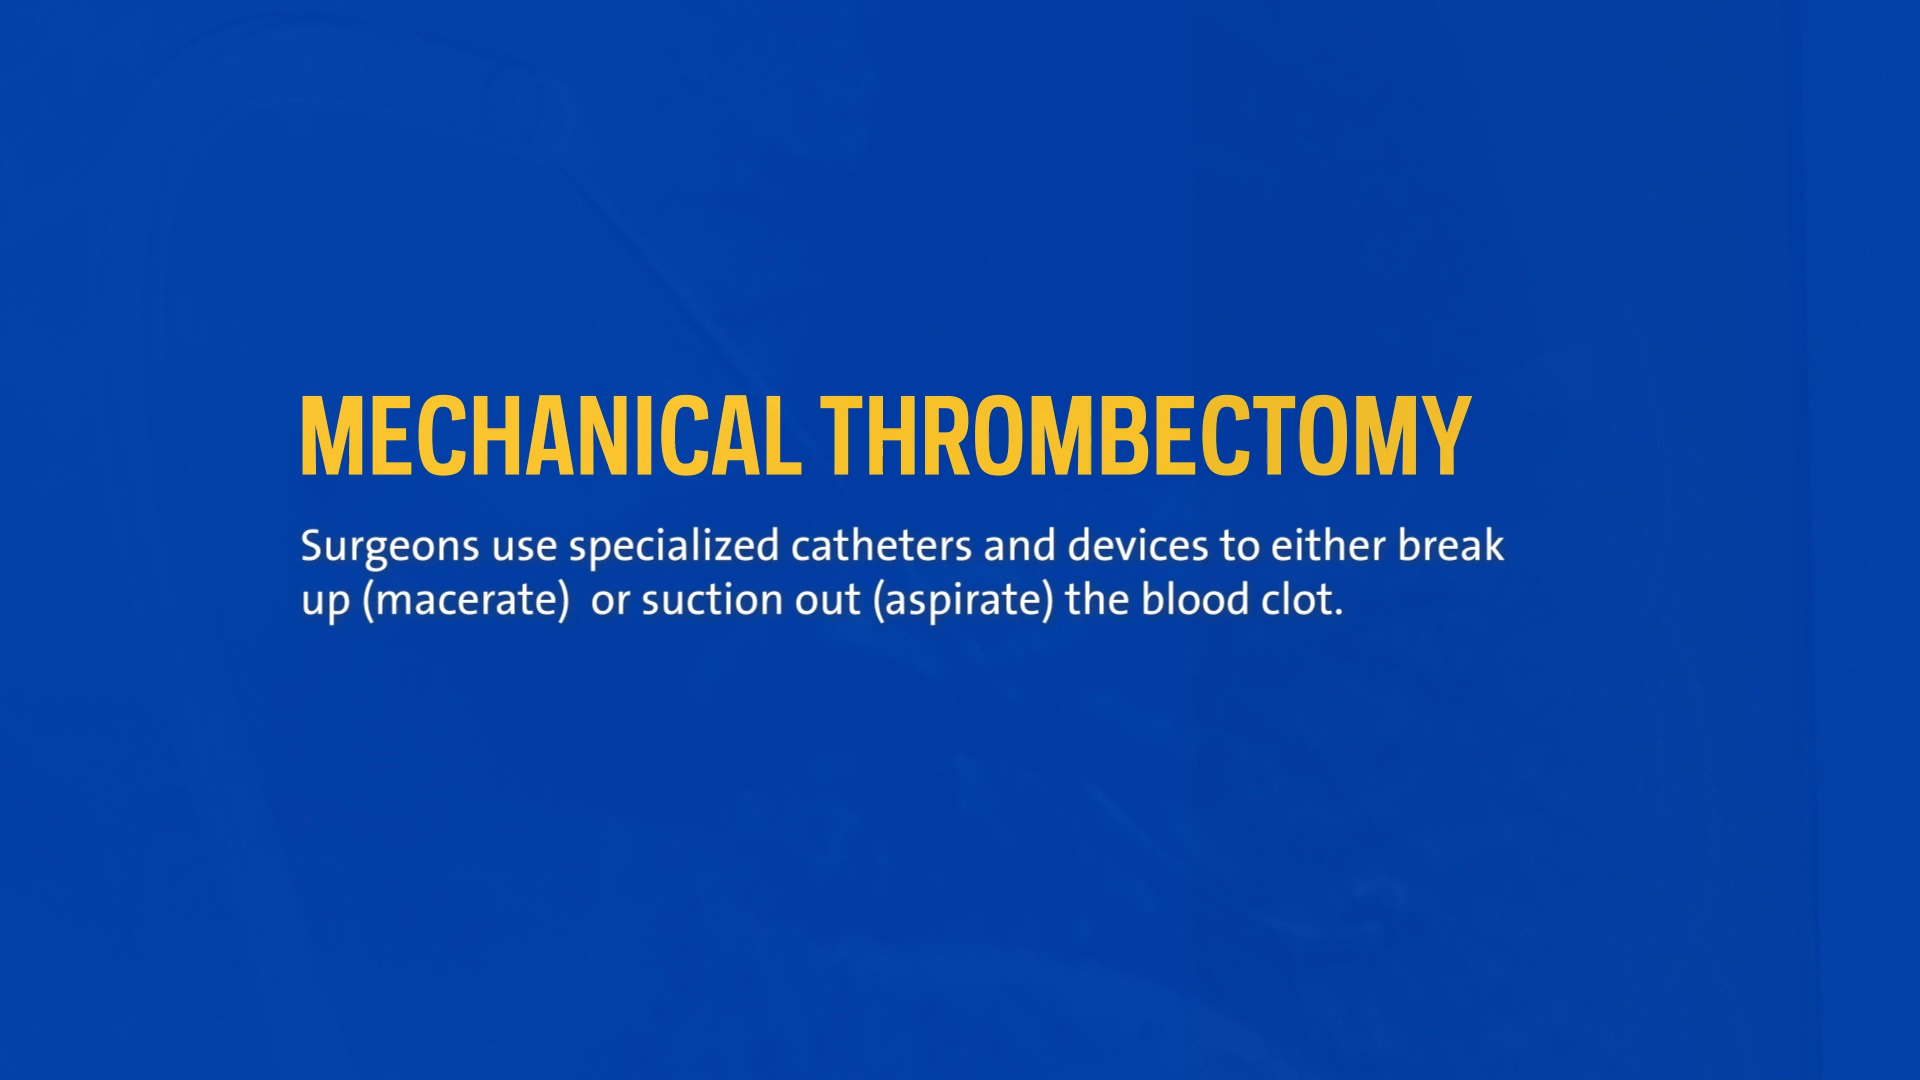 MECHANICAL THROMBECTOMY
Surgeons use specialized catheters and devices to either break
up (macerate)  or suction out (aspirate) the blood clot.